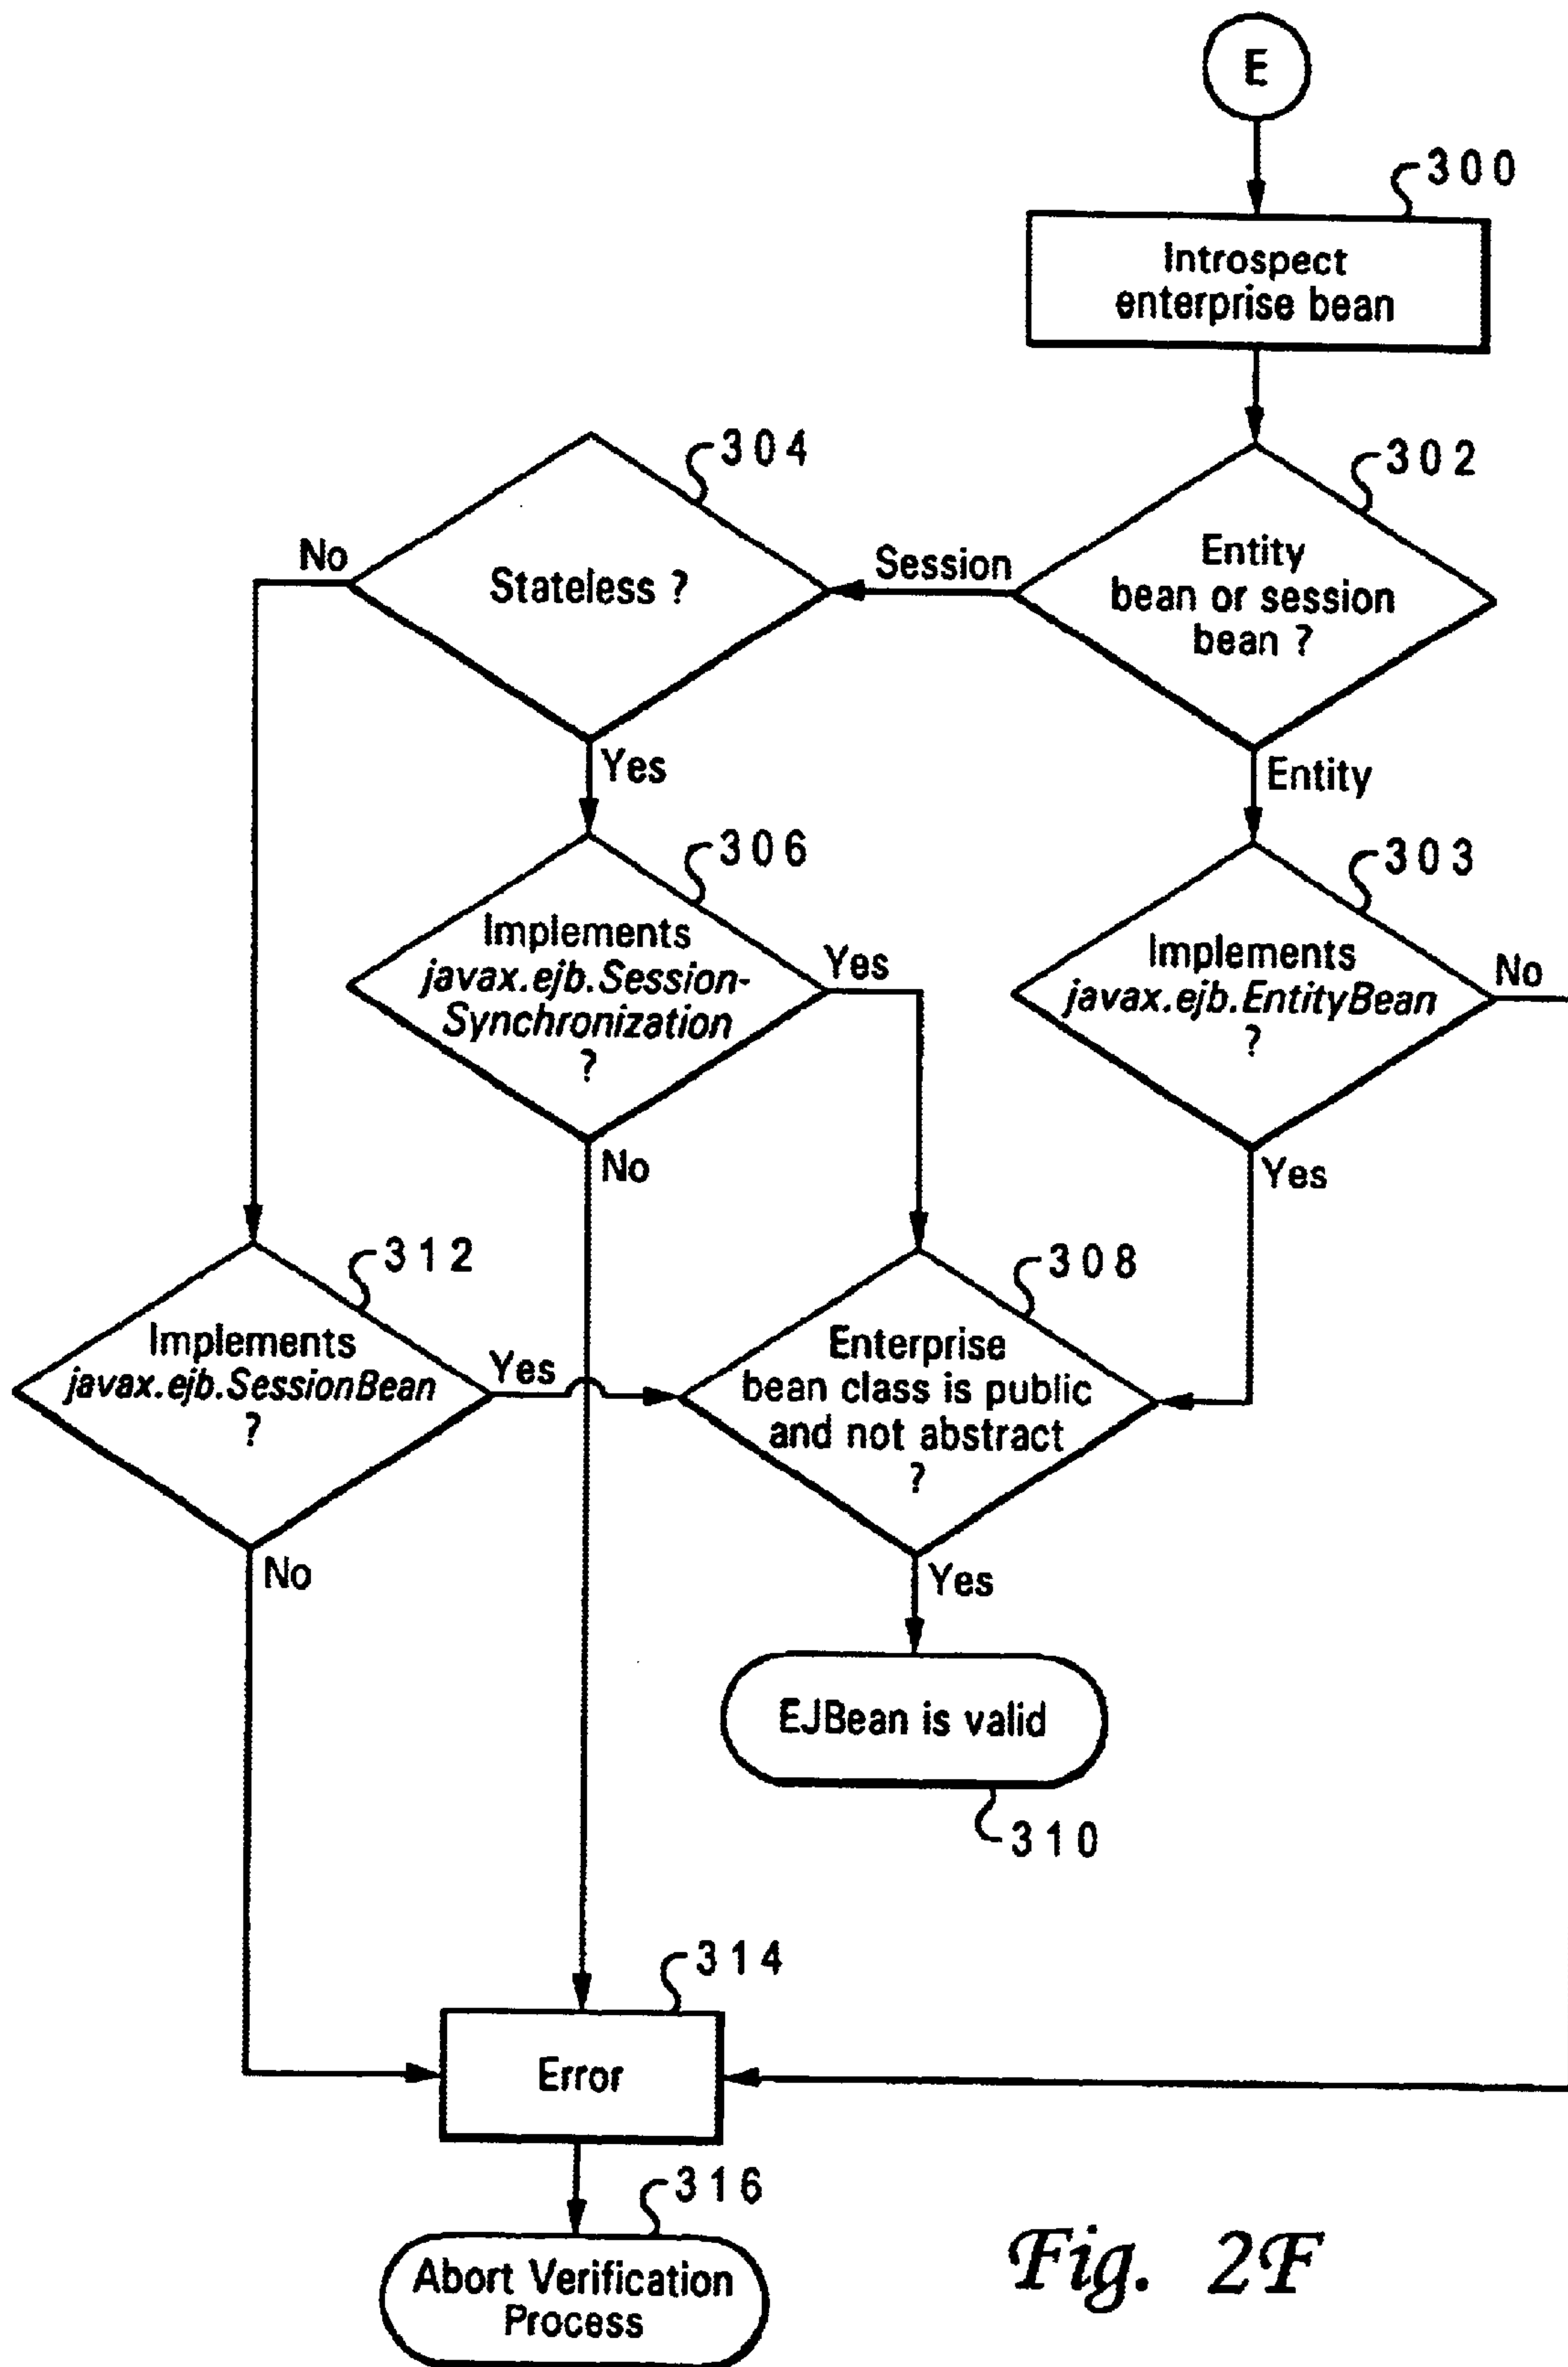 E
300
Introspect
enterprise bean
304
302
No
Stateless ?
Session
Entity
bean or session
bean ?
Yes
Entity
306
303
Implements
javax.ejb.Session-
Synchronization
?
Yes
Implements
javax.ejb.EntityBean
?
No
No
Yes
312
308
Implements
javax.ejb.SessionBean
?
Yes
Enterprise
bean class is public
and not abstract
?
No
Yes
EJBean is valid
310
314
Error
316
Abort Verification
Process
Fig. 2F